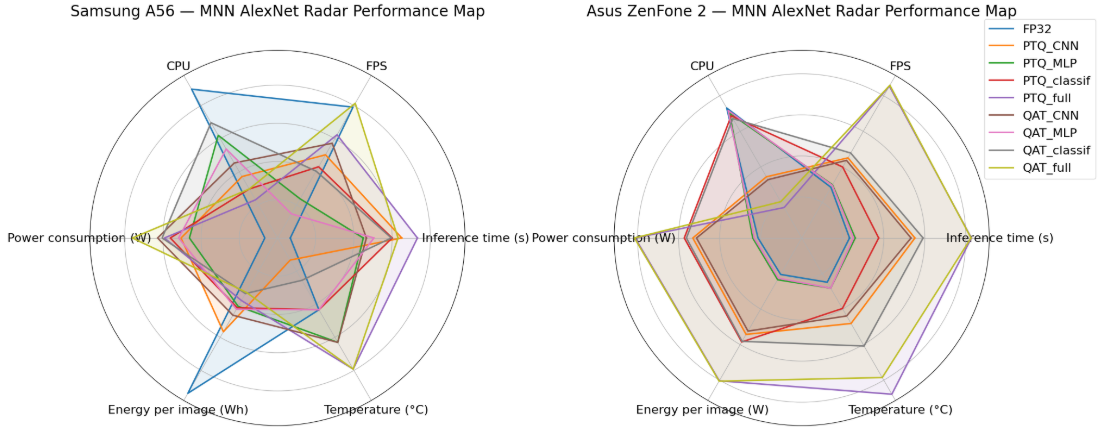 Samsung A56 — MNN AlexNet Radar Performance Map
CPU
FPS
Power consumption (W)
Inference time (s)
Energy per image (Wh)
Temperature (°C)
Asus ZenFone 2 — MNN AlexNet Radar Performance Map
CPU
FPS
Power consumption (W)
Inference time (s)
Energy per image (W)
Temperature (°C)
FP32
PTQ_CNN
PTQ_MLP
PTQ_classif
PTQ_full
QAT_CNN
QAT_MLP
QAT_classif
QAT_full